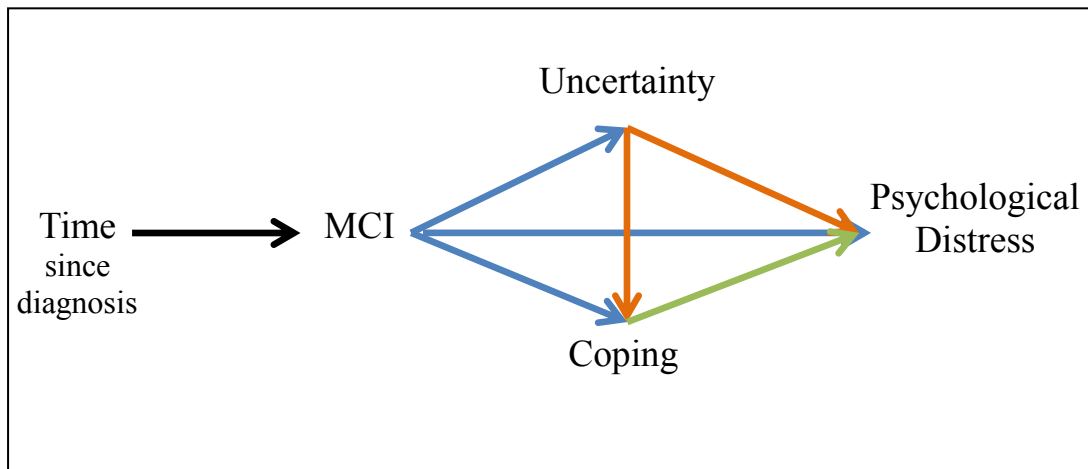 Uncertainty
Psychological
Distress
Time
since
diagnosis
MCI
Coping